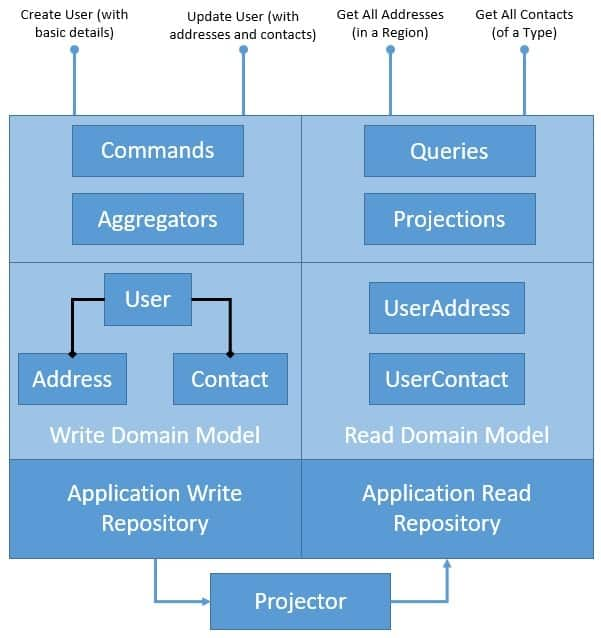 Create User (with
basic details)
Update User (with
addresses and contacts)
Get All Addresses
(in a Region)
Get All Contacts
(of a Type)
Commands
Queries
Aggregators
Projections
User
UserAddress
Address
Contact
UserContact
Write Domain Model
Read Domain Model
Application Write
Repository
Application Read
Repository
Projector